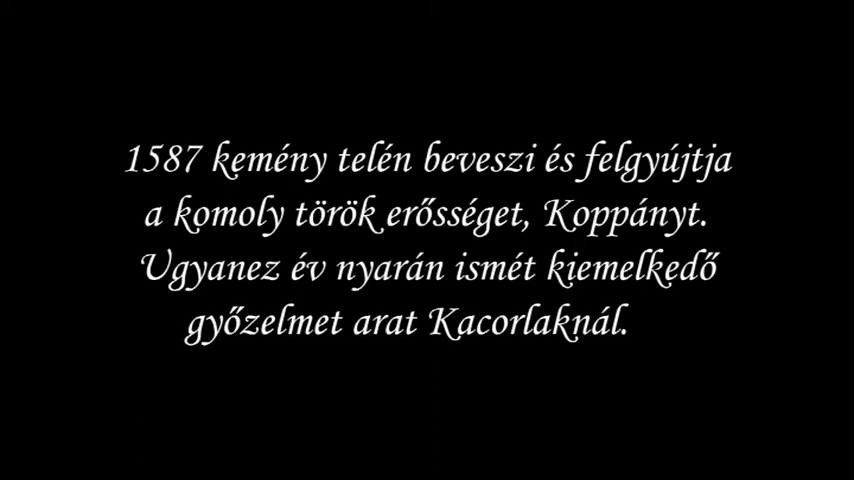 1587 kemény telén beveszi és felgyújtja
a komoly török erősséget, Koppányt.
Ugyanez év nyarán ismét kiemelkedő
győzelmet arat Kacorlaknál.